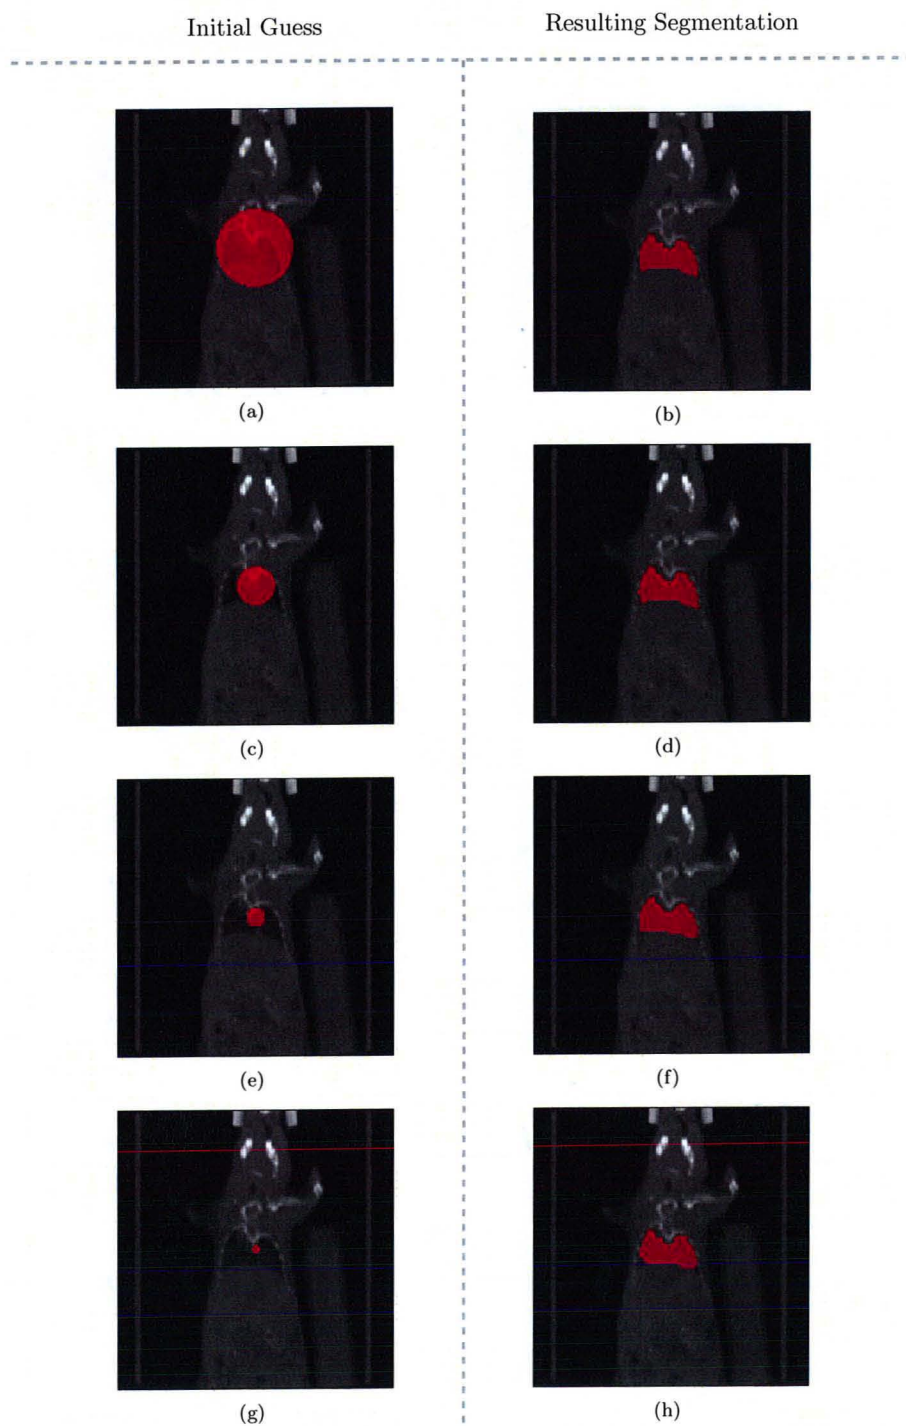 Initial Guess
Resulting Segmentation
(a)
(b)
(c)
(d)
(e)
(f)
(g)
(h)